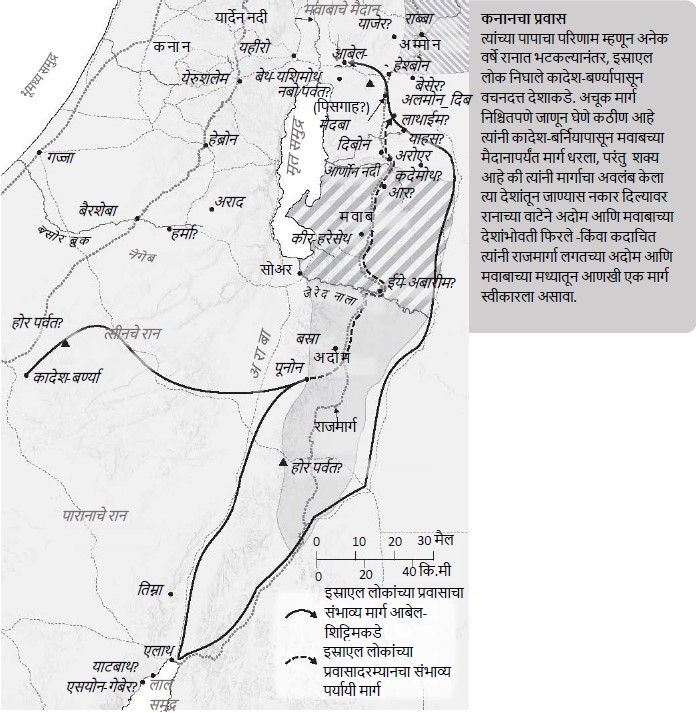 कनानचा प्रवास
त्यांच्या पापाचा परिणाम म्हणून अनेक
वर्षे रानात भटकल्यानंतर, इस्राएल
लोक निघाले कादेश-बर्ण्यापासून
वचनदत्त देशाकडे. अचूक मार्ग
निश्चितपणे जाणून घेणे कठीण आहे
त्यांनी कादेश-बर्नियापासून मवाबच्या
मैदानापर्यंत मार्ग धरला, परंतु शक्य
आहे की त्यांनी मार्गाचा अवलंब केला
त्या देशांतून जाण्यास नकार दिल्यावर
रानाच्या वाटेने अदोम आणि मवाबाच्या
देशांभोवती फिरले -किंवा कदाचित
त्यांनी राजमार्गा लगतच्या अदोम आणि
मवाबाच्या मध्यातून आणखी एक मार्ग
स्वीकारला असावा.
मवाबाचे मैदान
यार्देन नदी
याजेर?
राब्बा
अम्मोन
कनान
यहीरो
आबेल-
हेश्बोन
यरुशलेम
बेथ-यशिमोथ
नबो पर्वत?
बेसेर?
(पिसगाह?)
अलमोन_दिब
भूमध्य समुद्र
मृत समुद्र
मैदबा
लाथाईम?
याहस?
हेब्रोन
दिबोन
अरोएर
गज्जा
आर्णोन नदी
कदेमोथ?
आर?
अराद
बैरशेबा
मवाब
हर्मा?
कीर-हरेसेथ
बसोर ब्रूक
नेगेब
सोअर
ईये-अबारीम?
जेरेद नाला
होर पर्वत?
त्सीनचे रान
अराबा
बस्रा
अदोम
पूनोन
कादेश-बर्ण्या
राजमार्ग
होर पर्वत?
पारानाचे रान
0 10 20 30 मैल
0 20 40 कि.मी
तिम्ना
इस्राएल लोकांच्या प्रवासाचा
संभाव्य मार्ग आबेल-
शिट्टिमकडे
इस्राएल लोकांच्या
प्रवासादरम्यानचा संभाव्य
पर्यायी मार्ग
एलाथ
याटबाथ?
एसयोन-गेबेर?
लाल
समुद्र